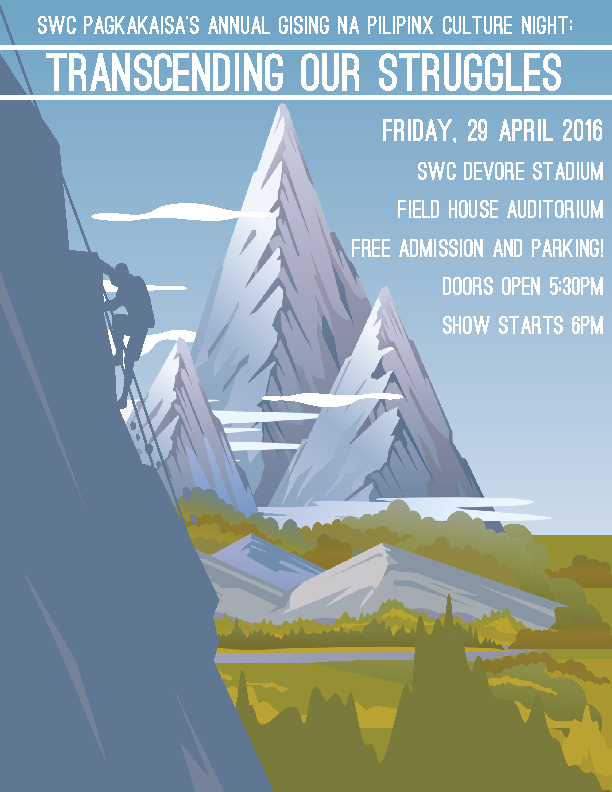 SWC PAGKAKAISA'S ANNUAL GISING NA PILIPINX CULTURE NIGHT:
TRANSCENDING OUR STRUGGLES
FRIDAY, 29 APRIL 2016
SWC DEVORE STADIUM
FIELD HOUSE AUDITORIUM
FREE ADMISSION AND PARKING!
DOORS OPEN 5:30PM
SHOW STARTS 6PM